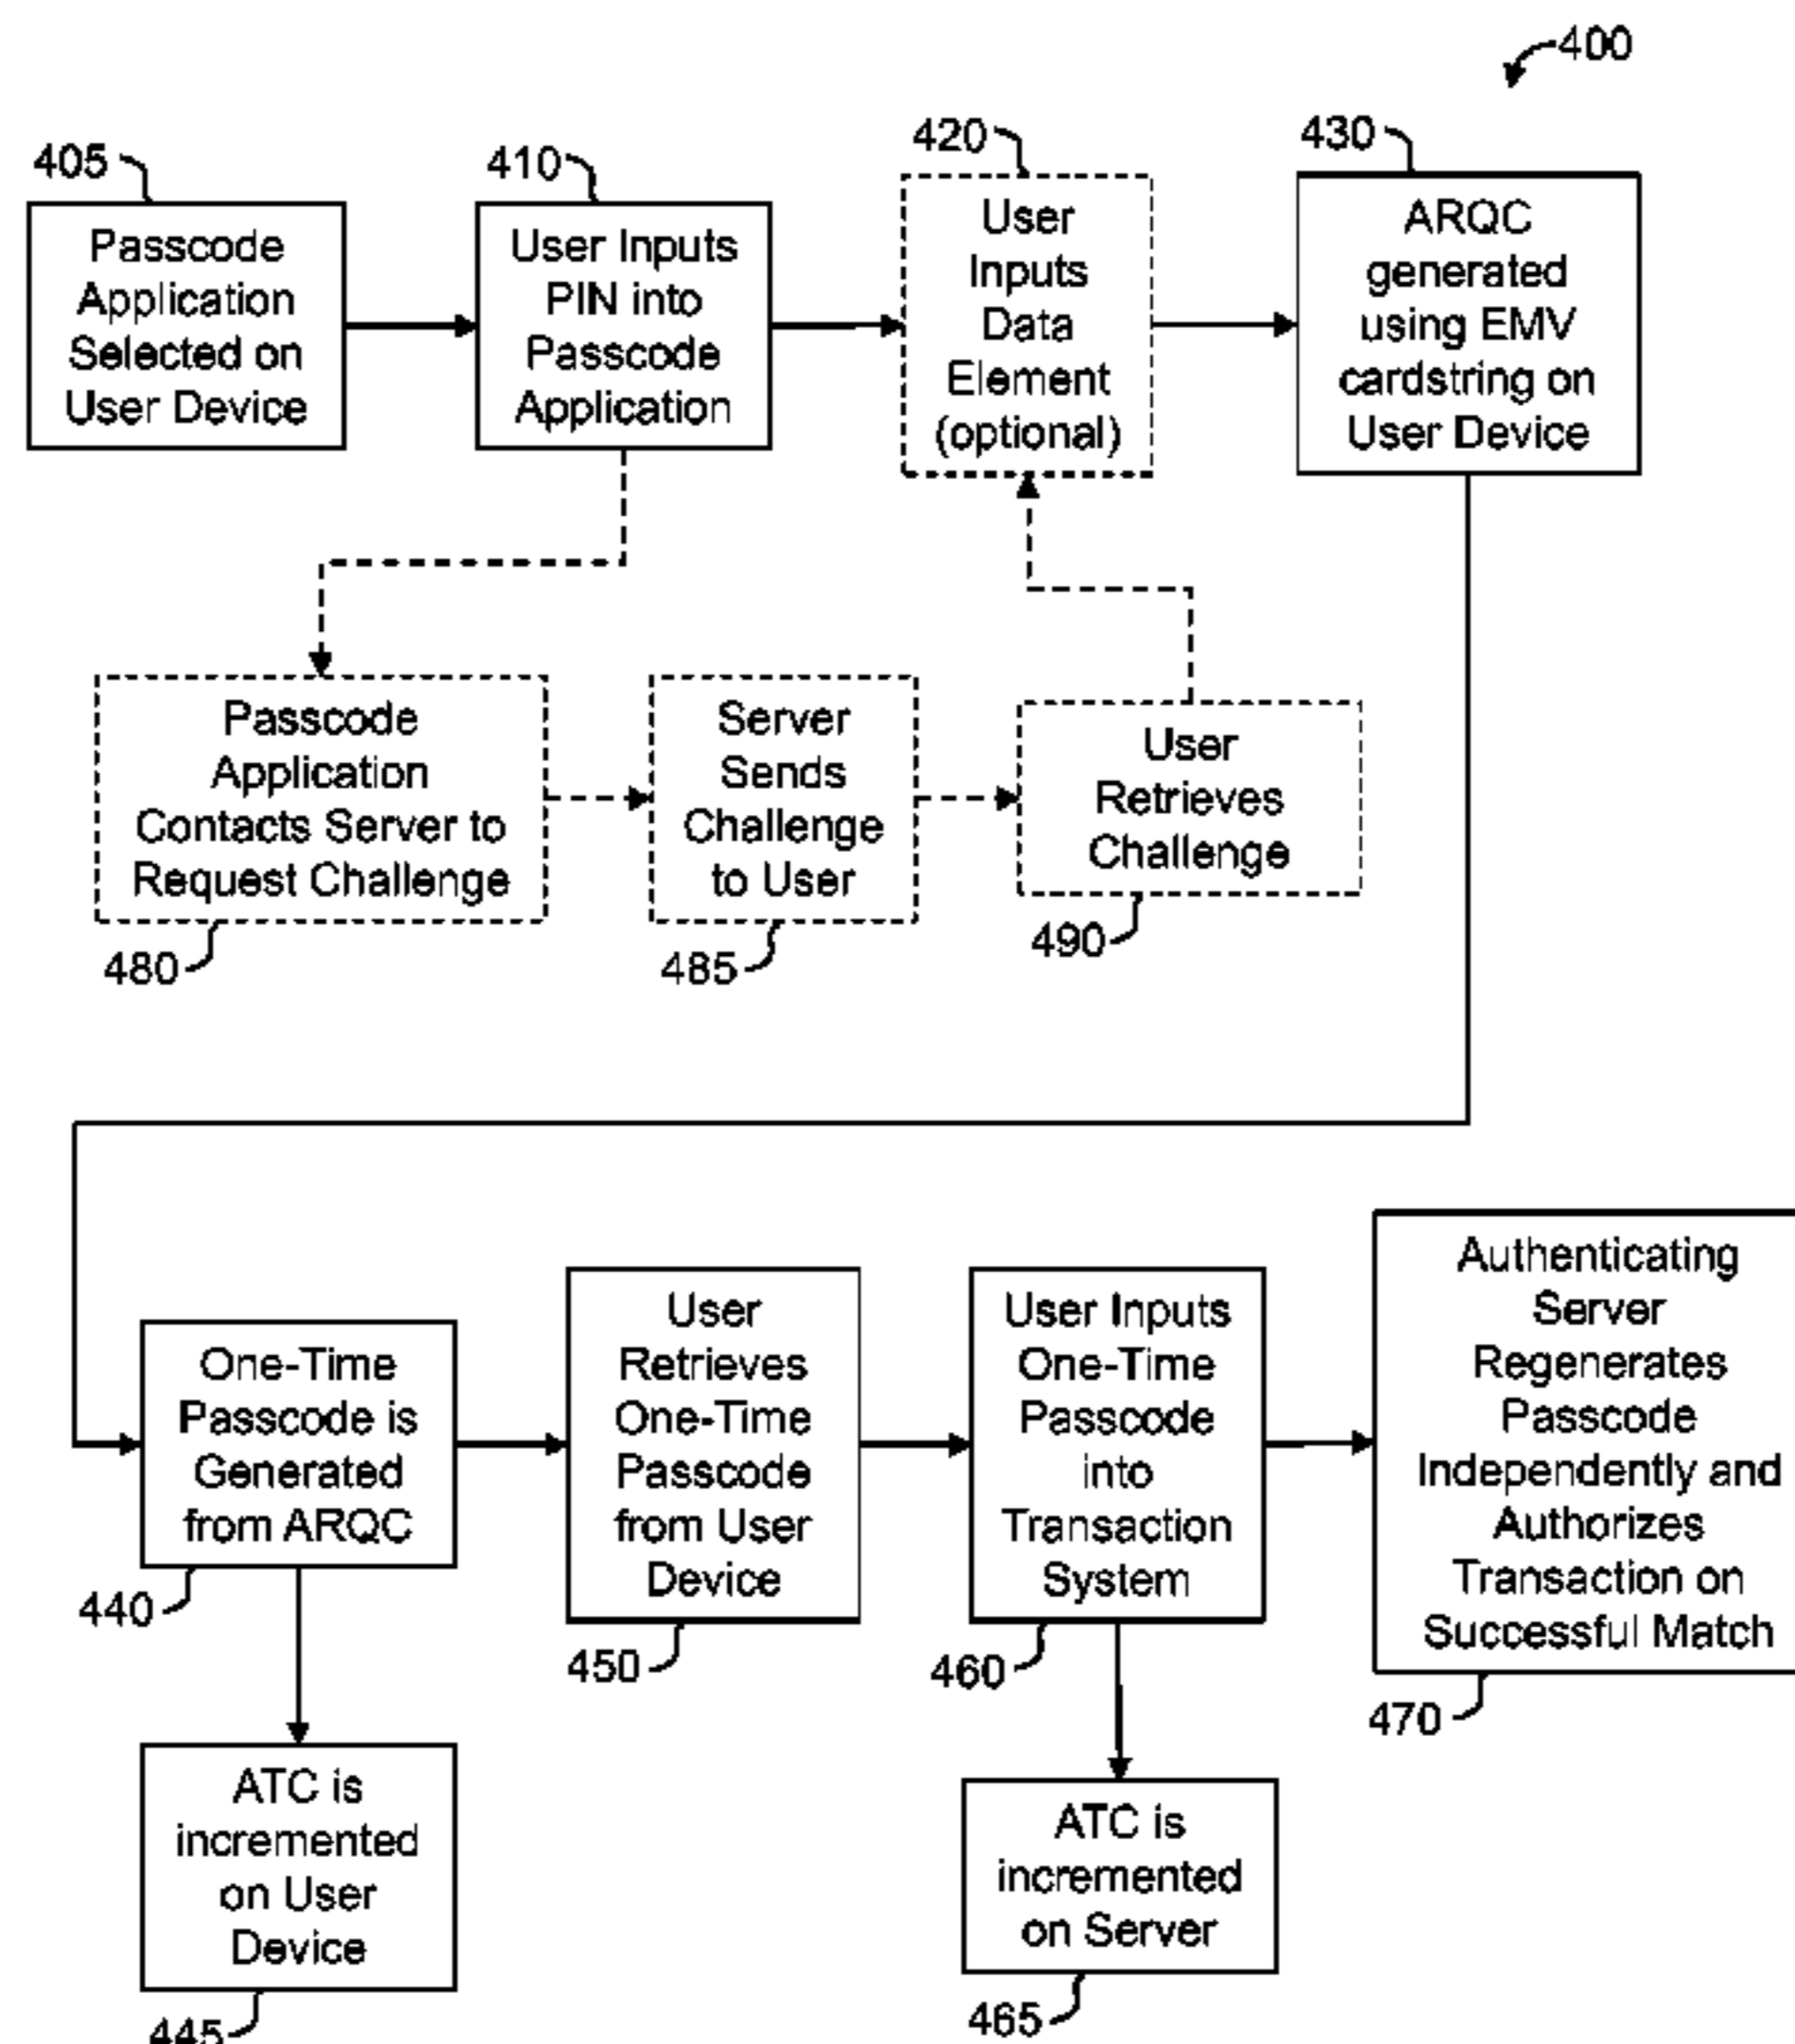 400
405
Passcode
Application
Selected on
User Device
410
User Inputs
PIN into
Passcode
Application
420
User
Inputs
Data
Element
(optional)
430
ARQC
generated
using EMV
cardstring on
User Device
Passcode
Application
Contacts Server to
Request Challenge
480
Server
Sends
Challenge
to User
485
User
Retrieves
Challenge
490
One-Time
Passcode is
Generated
from ARQC
440
User
Retrieves
One-Time
Passcode
from User
Device
450
User Inputs
One-Time
Passcode
into
Transaction
System
460
Authenticating
Server
Regenerates
Passcode
Independently and
Authorizes
Transaction on
Successful Match
470
ATC is
incremented
on User
Device
445
ATC is
incremented
on Server
465